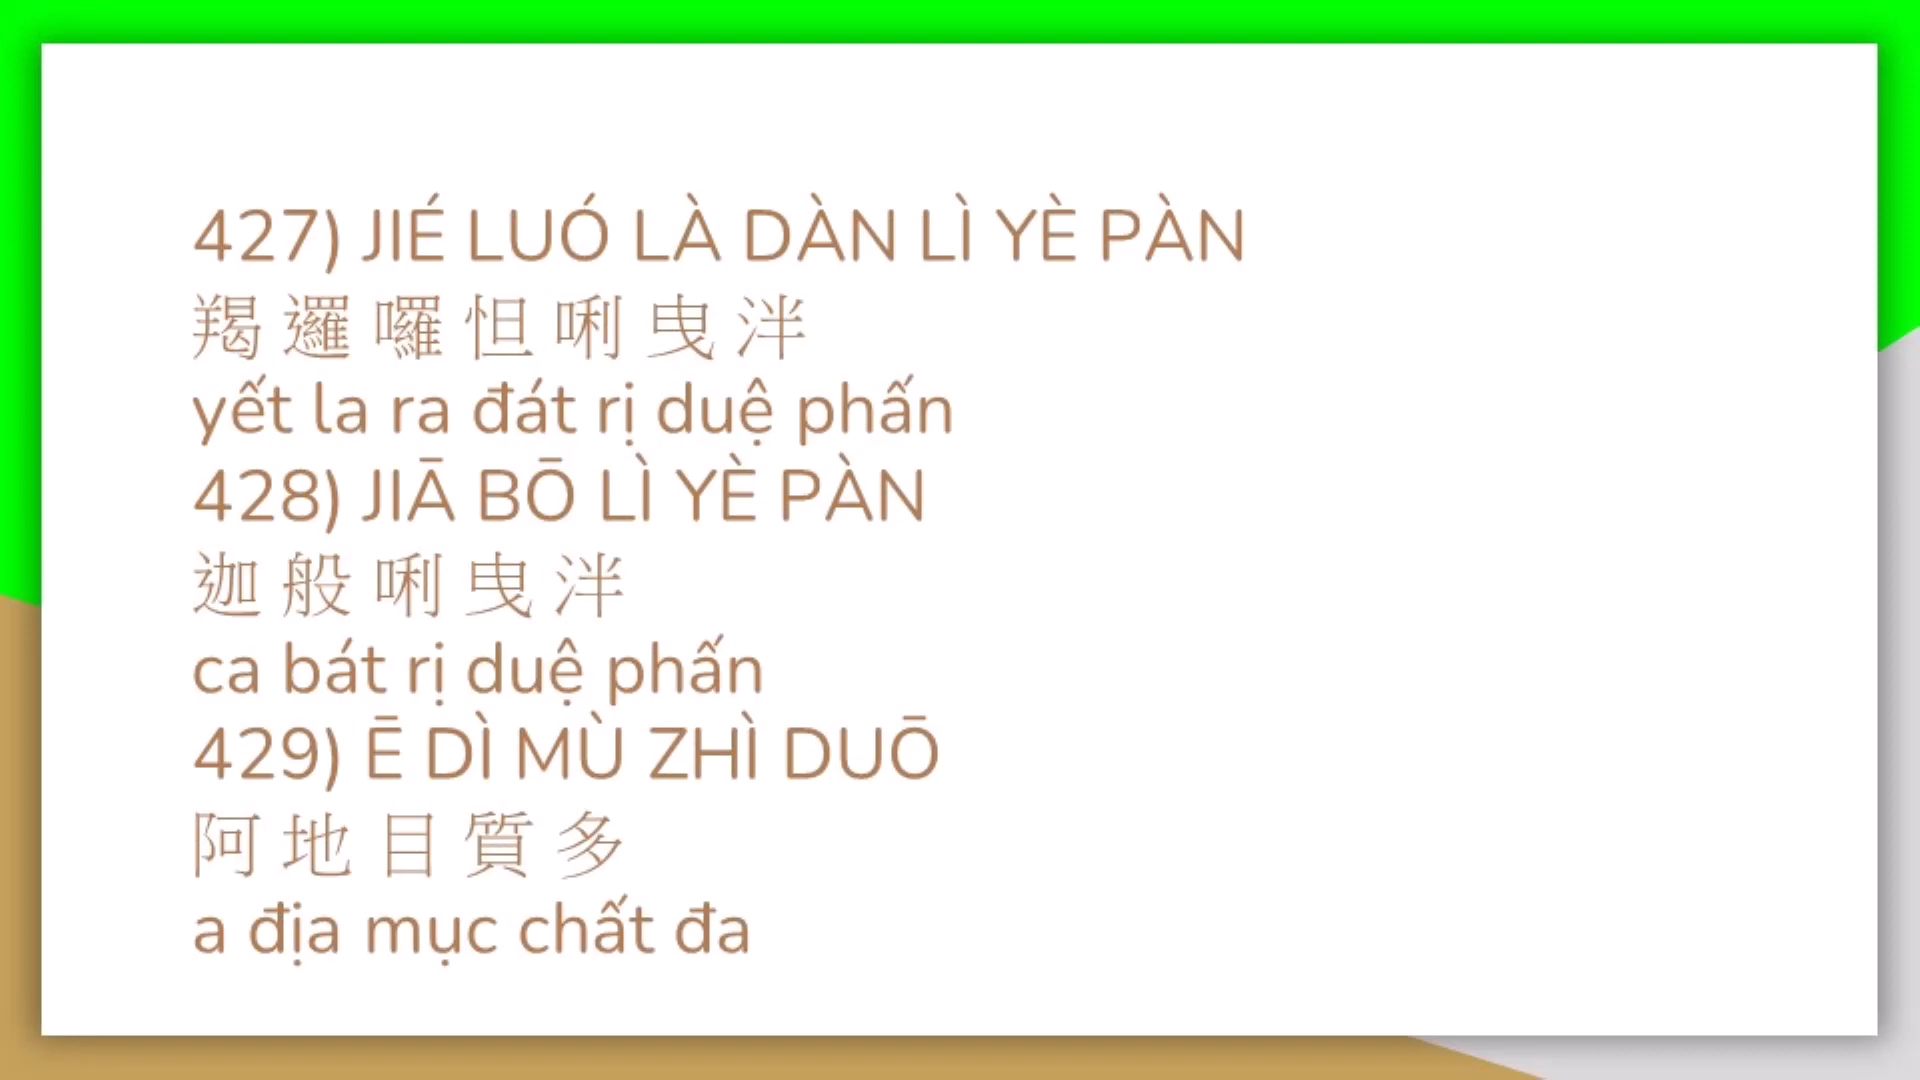 427) JIÉ LUÓ LÀ DÀN LÌ YÈ PÀN
羯 邏 囉 怛 唎 曳 泮
yết la ra đát rị duệ phấn
428) JIĀ BŌ LÌ YÈ PÀN
迦 般 唎 曳 泮
ca bát rị duệ phấn
429) Ē DÌ MÙ ZHÌ DUŌ
阿 地 目 質 多
a địa mục chất đa